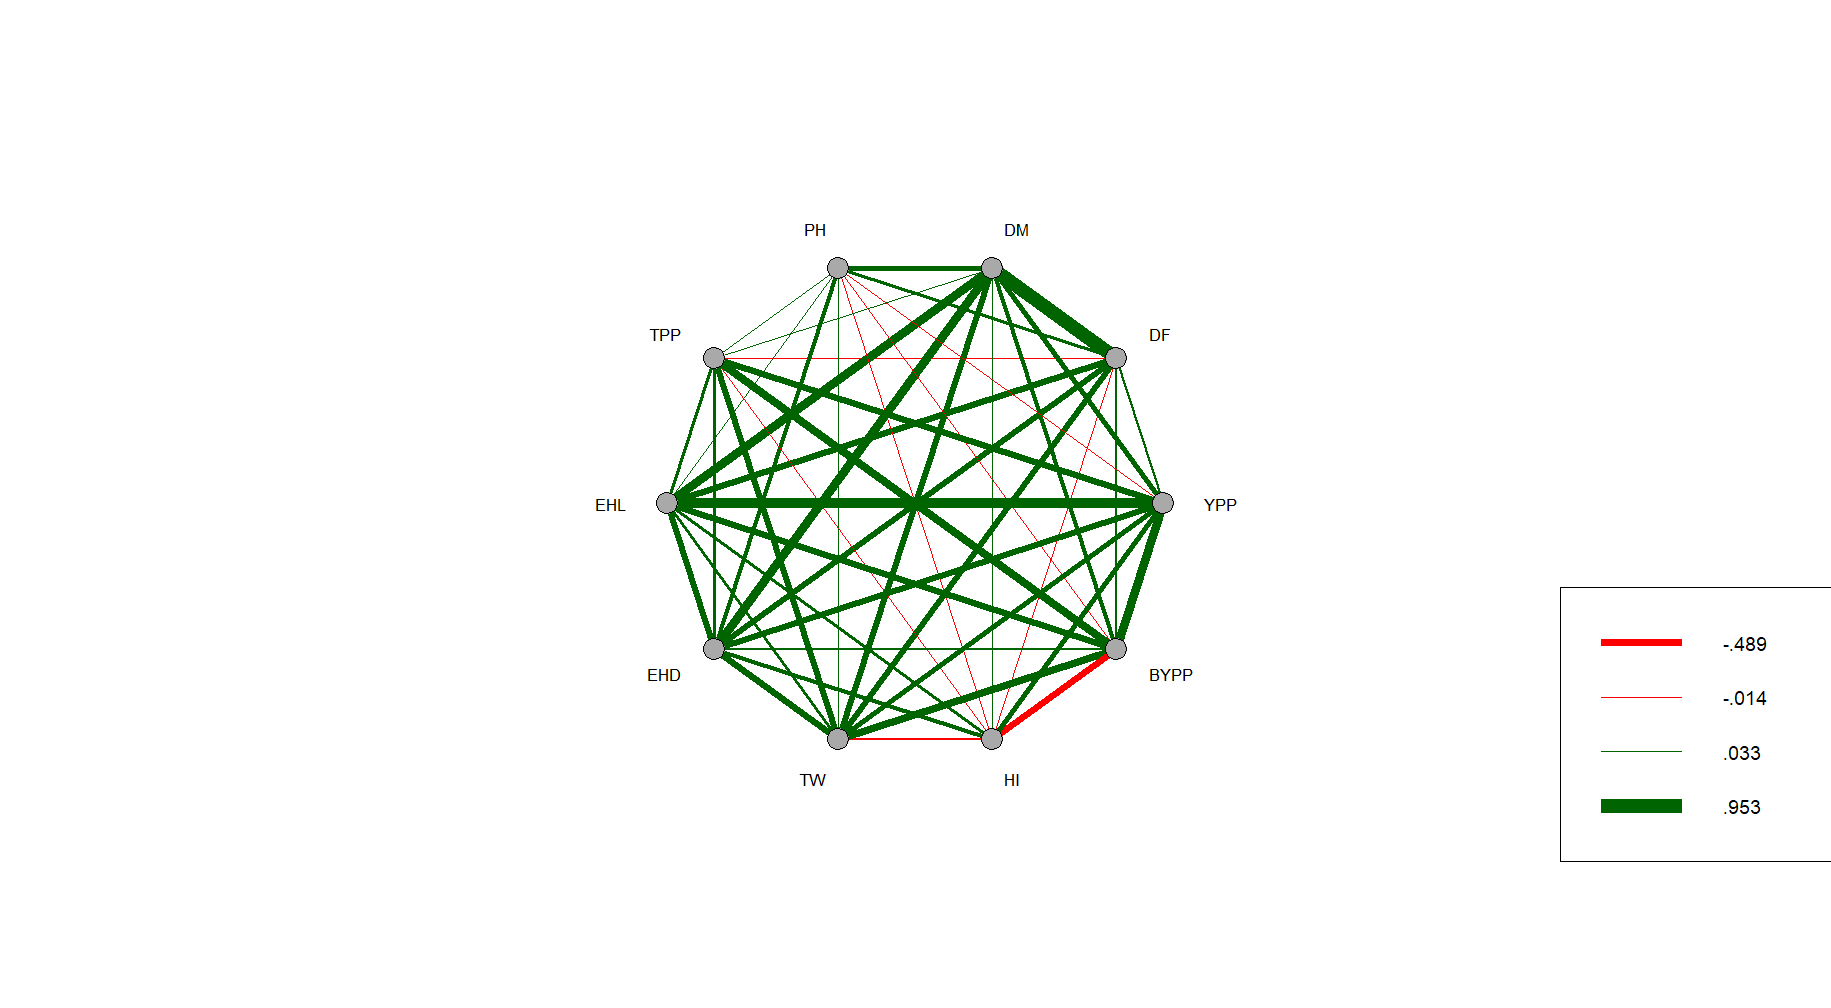 PH
DM
TPP
DF
EHL
YPP
EHD
BYPP
TW
HI
-.489
-.014
.033
.953